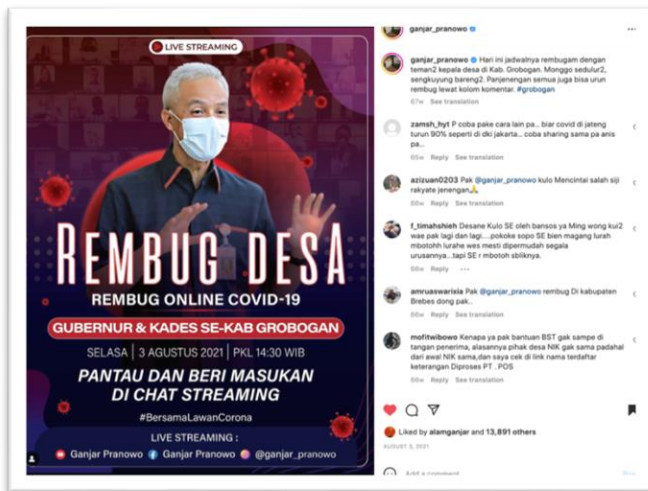 LIVE STREAMING
REMBUG DESA
REMBUG ONLINE COVID-19
GUBERNUR & KADES SE-KAB GROBOGAN
SELASA | 3 AGUSTUS 2021 | PKL 14:30 WIB
PANTAU DAN BERI MASUKAN
DI CHAT STREAMING
#BersamaLawanCorona
LIVE STREAMING :
Ganjar Pranowo Ganjar Pranowo @ganjar_pranowo
ganjar_pranowo
ganjar_pranowo Hari ini jadwalnya rembugam dengan
teman2 kepala desa di Kab. Grobogan. Monggo sedulur2,
sengkuyung bareng2. Panjenengan semua juga bisa urun
rembug lewat kolom komentar. #grobogan
67w See translation
zamsh_hyt P coba pake cara lain pa.. biar covid di jateng
turun 90% seperti di dki jakarta.. coba sharing sama pa anis
pa..
65w Reply See translation
azizuan0203 Pak @ganjar_pranowo kulo Mencintai salah siji
rakyate jenengan🙏
66w Reply See translation
f_timahshieh Desane Kulo SE oleh bansos ya Ming wong kui2
wae pak lagi dan lagi....pokoke sopo SE bien magang lurah
mbotohh lurahe wes mesti dipermudah segala
urusannya...tapi SE r mbotoh sbliknya.
66w Reply
amruaswarixia Pak @ganjar_pranowo rembug Di kabupaten
Brebes dong pak..
66w Reply See translation
mofitwibowo Kenapa ya pak bantuan BST gak sampe di
tangan penerima, alasannya pihak desa NIK gak sama padahal
dari awal NIK sama,dan saya cek di link nama terdaftar
keterangan Diproses PT . POS
66w Reply See translation
Liked by alamganjar and 13,891 others
AUGUST 3, 2021
Add a comment